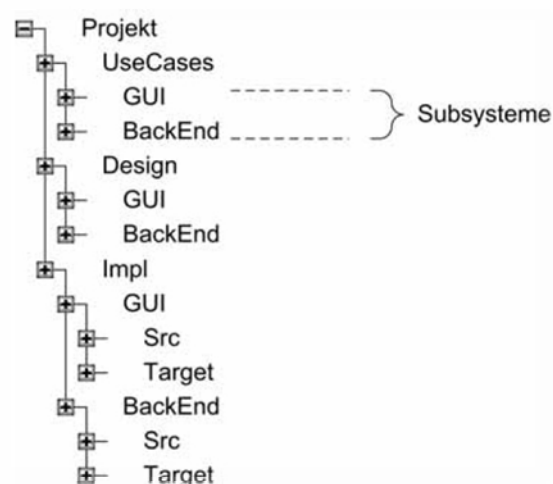 Projekt
UseCases
GUI
BackEnd
Subsysteme
Design
GUI
BackEnd
Impl
GUI
Src
Target
BackEnd
Src
Target